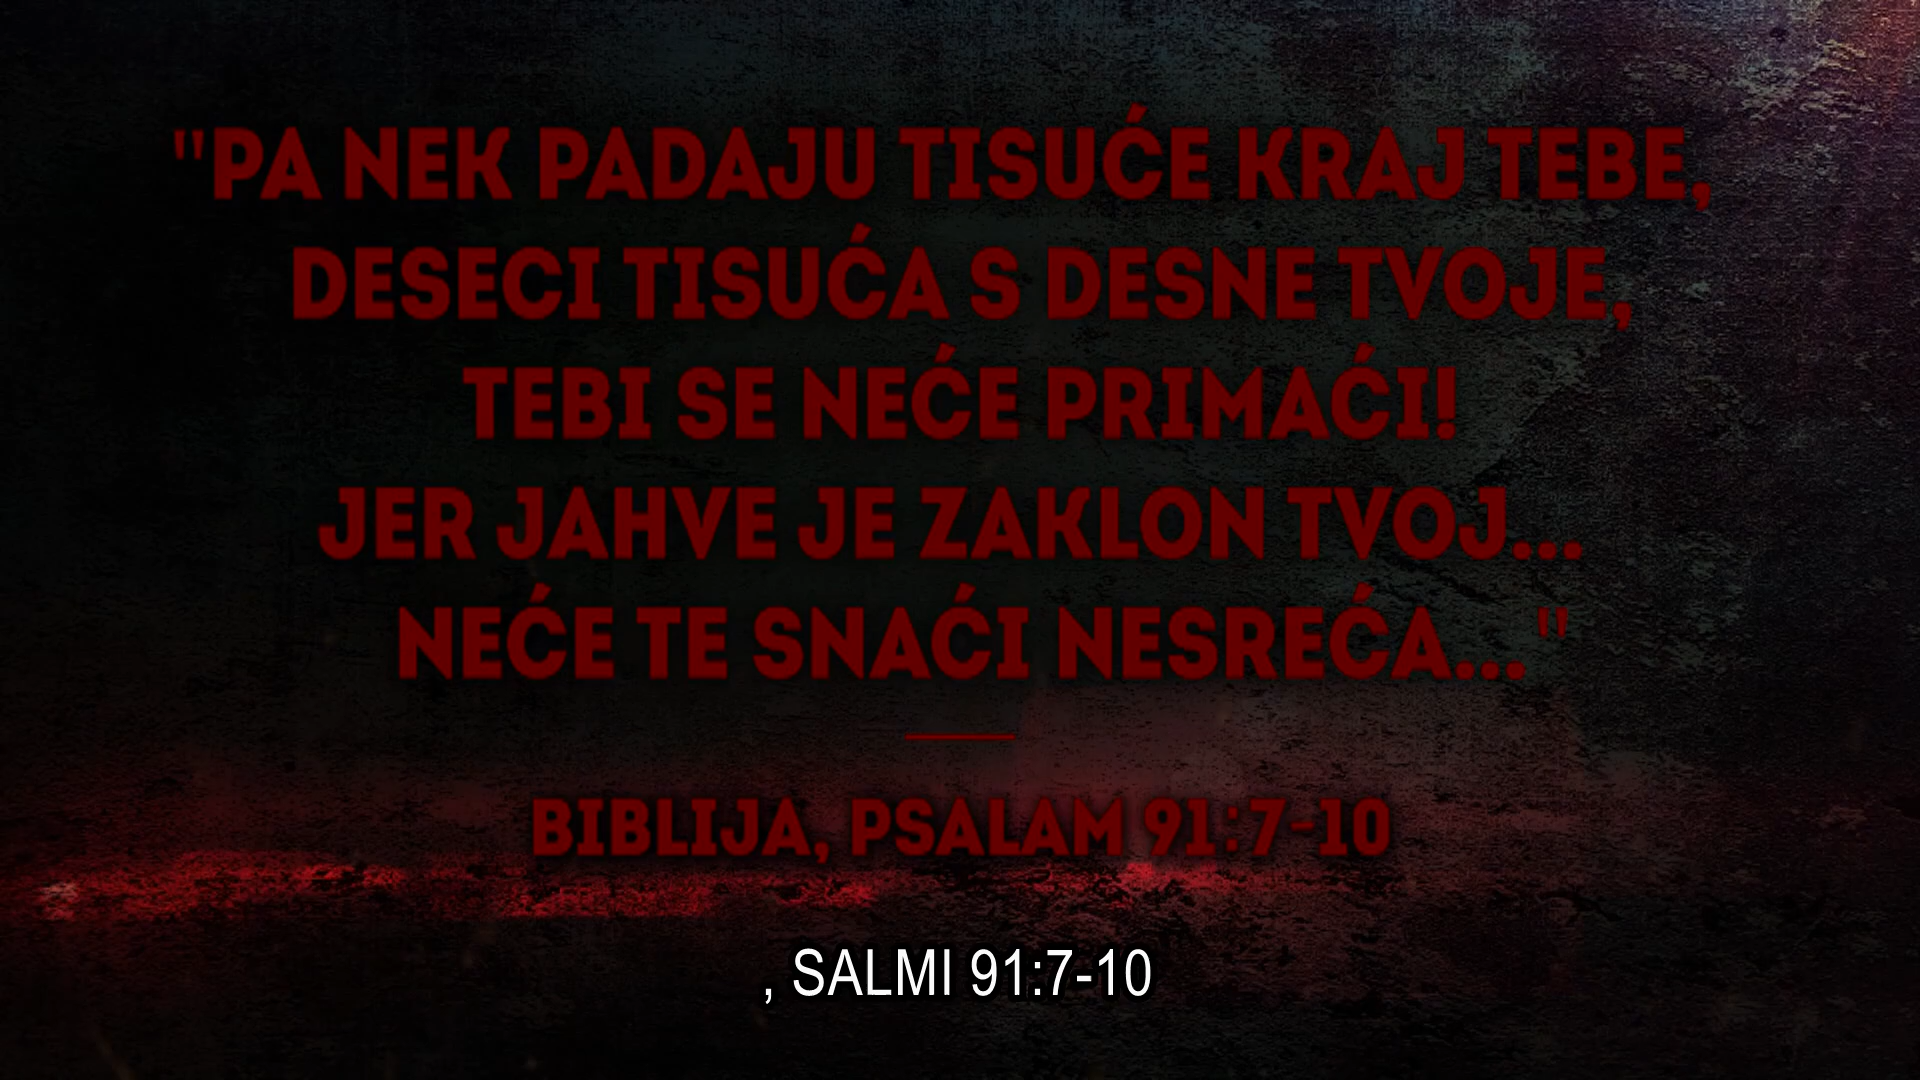 "PA NEK PADAJU TISUĆE KRAJ TEBE,
DESECI TISUĆA S DESNE TVOJE,
TEBI SE NEĆE PRIMAĆI!
JER JAHVE JE ZAKLON TVOJ...
NEĆE TE SNAĆI NESREĆA..."
BIBLIJA, PSALAM 91:7-10
, SALMI 91:7-10